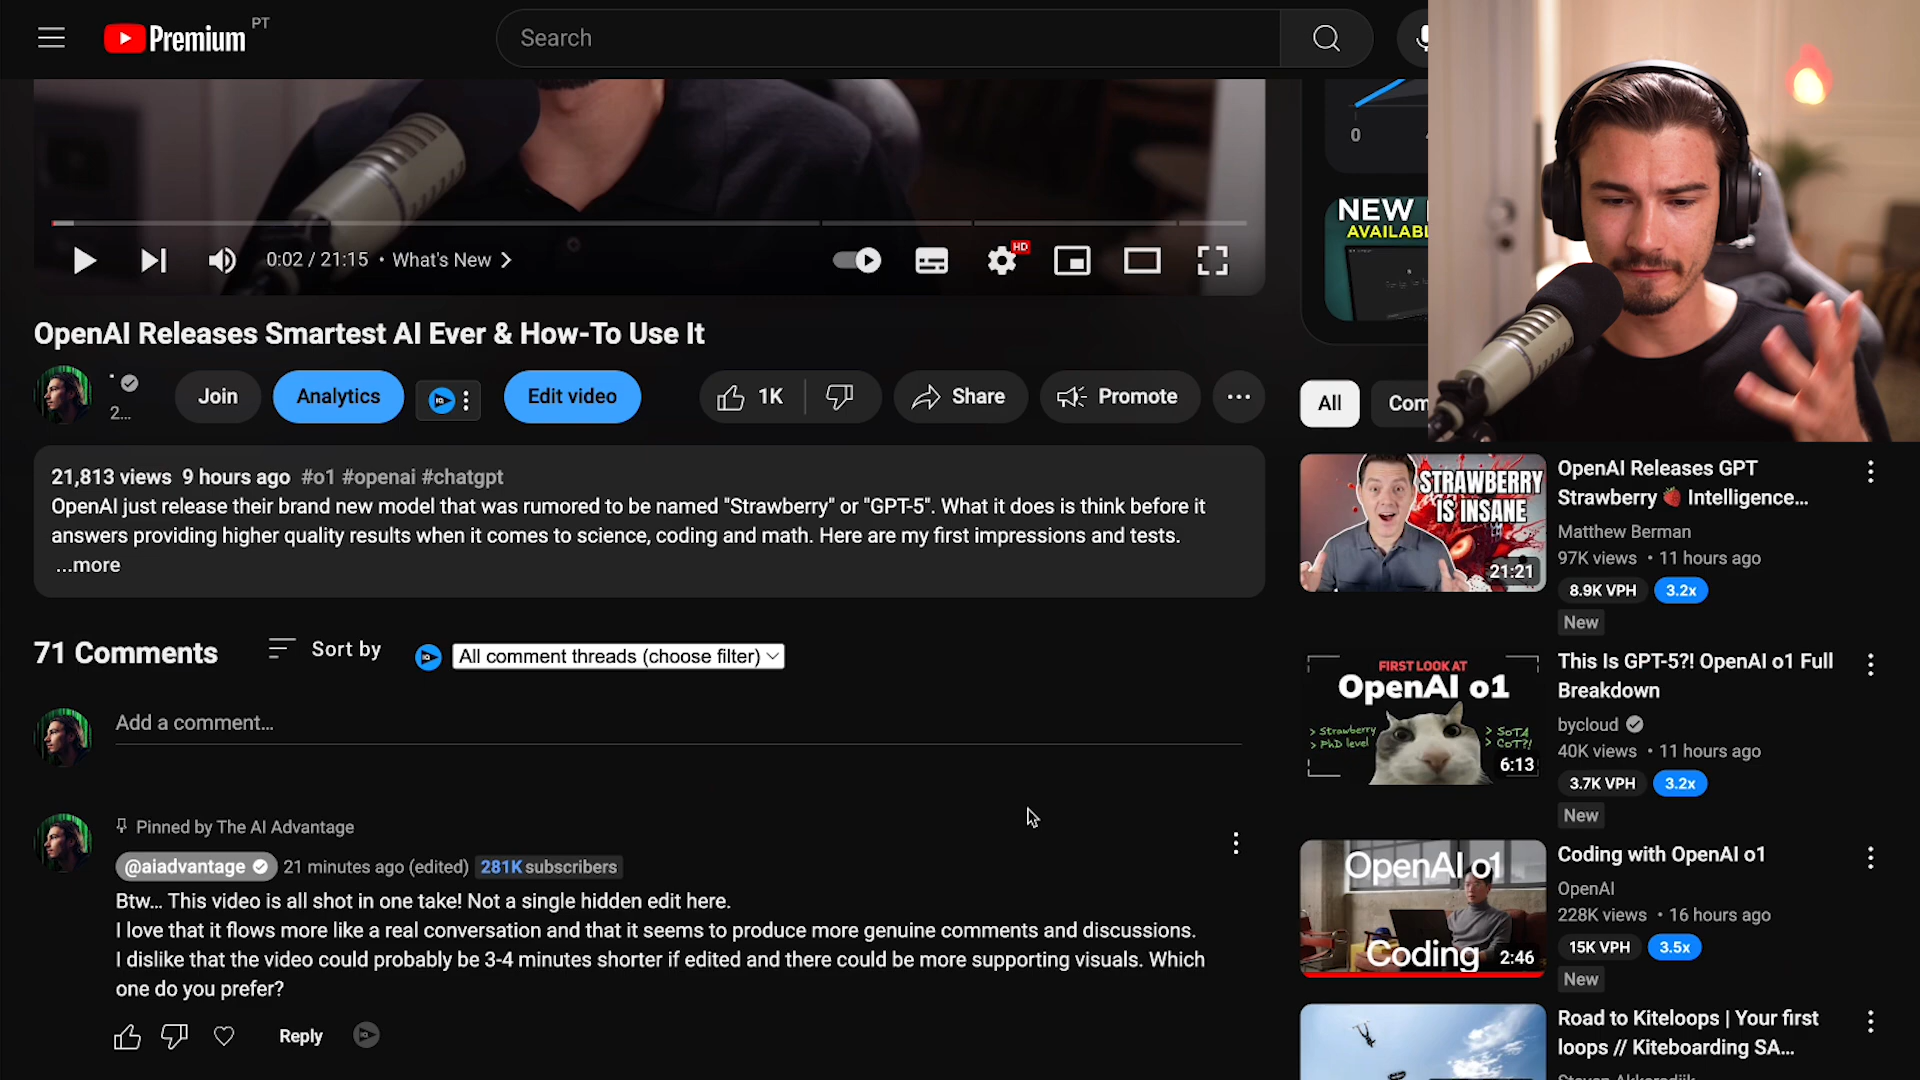 Premium PT
Search
0
NEW
AVAILABL
0:02 / 21:15 • What's New
HD
OpenAI Releases Smartest AI Ever & How-To Use It
2...
Join
Analytics
Edit video
1K
Share
Promote
All
21,813 views 9 hours ago #o1 #openai #chatgpt
OpenAI just release their brand new model that was rumored to be named "Strawberry" or "GPT-5". What it does is think before it
answers providing higher quality results when it comes to science, coding and math. Here are my first impressions and tests.
...more
71 Comments
Sort by
All comment threads (choose filter)
Add a comment...
Pinned by The AI Advantage
@aiadvantage 21 minutes ago (edited) 281K subscribers
Btw... This video is all shot in one take! Not a single hidden edit here.
I love that it flows more like a real conversation and that it seems to produce more genuine comments and discussions.
I dislike that the video could probably be 3-4 minutes shorter if edited and there could be more supporting visuals. Which
one do you prefer?
Reply
STRAWBERRY
IS INSANE
21:21
OpenAI Releases GPT
Strawberry 🍓 Intelligence...
Matthew Berman
97K views • 11 hours ago
8.9K VPH 3.2x
New
FIRST LOOK AT
OpenAI o1
> Strawberry
> PhD level
> SoTA
> CoT?!
6:13
This Is GPT-5?! OpenAI o1 Full
Breakdown
bycloud
40K views • 11 hours ago
3.7K VPH 3.2x
New
OpenAI o1
Coding
2:46
Coding with OpenAI o1
OpenAI
228K views • 16 hours ago
15K VPH 3.5x
New
Road to Kiteloops | Your first
loops // Kiteboarding SA...